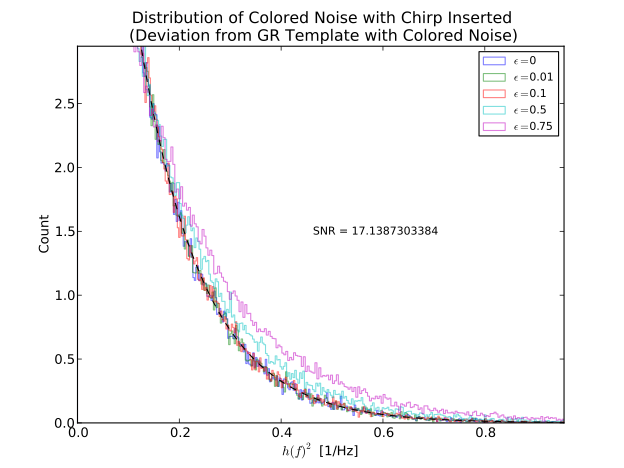 Distribution of Colored Noise with Chirp Inserted
(Deviation from GR Template with Colored Noise)
ϵ=0
ϵ=0.01
ϵ=0.1
ϵ=0.5
ϵ=0.75
2.5
2.0
1.5
1.0
0.5
0.0
Count
SNR = 17.1387303384
0.0 0.2 0.4 0.6 0.8
h(f)² [1/Hz]